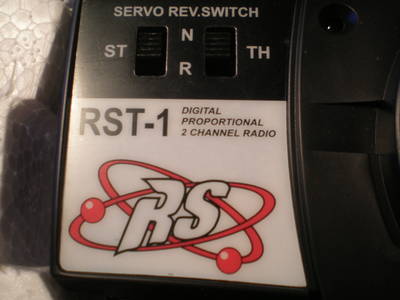 SERVO REV.SWITCH
ST N TH
R
RST-1 DIGITAL
PROPORTIONAL
2 CHANNEL RADIO
RS